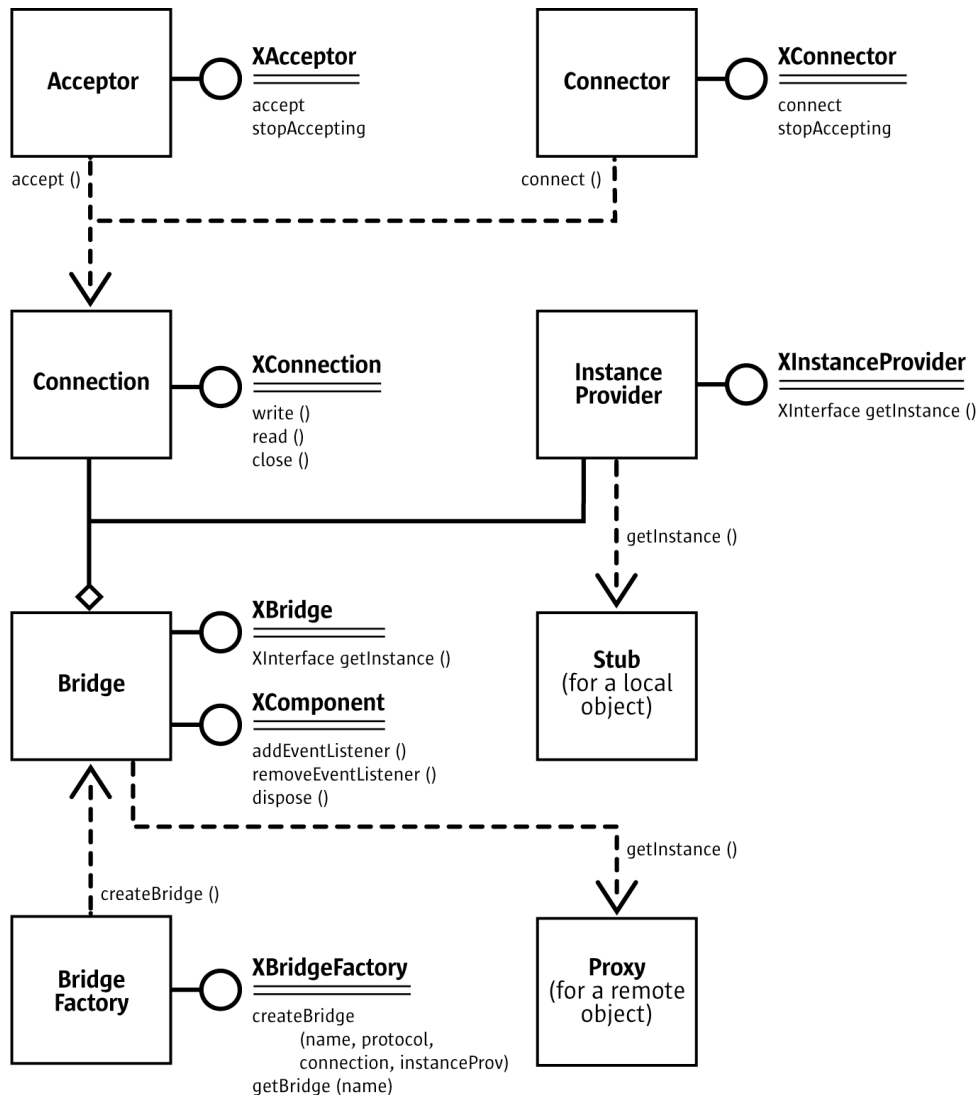 Acceptor
XAcceptor
accept
stopAccepting
Connector
XConnector
connect
stopAccepting
accept ()
connect ()
Connection
XConnection
write ()
read ()
close ()
Instance
Provider
XInstanceProvider
XInterface getInstance ()
getInstance ()
Bridge
XBridge
XInterface getInstance ()
XComponent
addEventListener ()
removeEventListener ()
dispose ()
Stub
(for a local
object)
createBridge ()
getInstance ()
Bridge
Factory
XBridgeFactory
createBridge
(name, protocol,
connection, instanceProv)
getBridge (name)
Proxy
(for a remote
object)